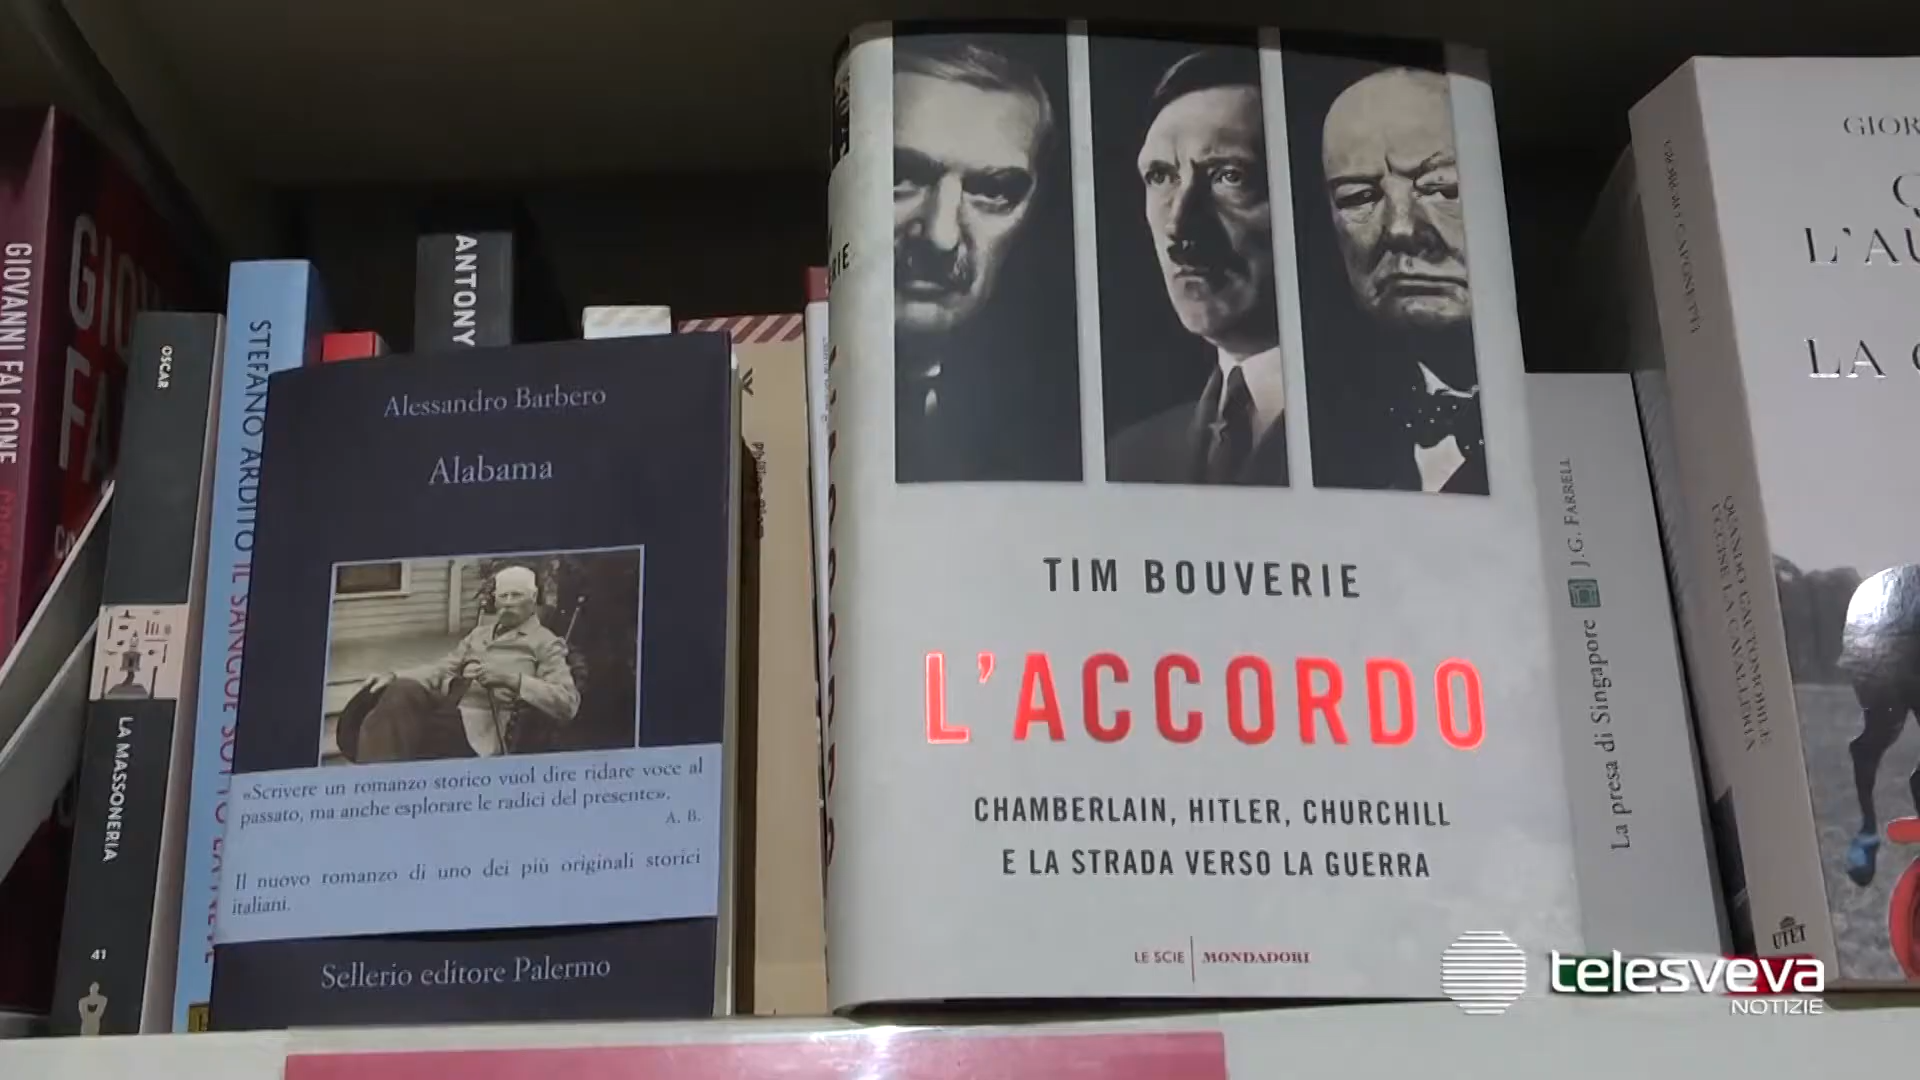 GIOVANNI FALCONE
OSCAR
LA MASSONERIA
41
STEFANO ARDITO IL SANGUE SOTTO
ANTONY
Alessandro Barbero
Alabama
«Scrivere un romanzo storico vuol dire ridare voce al
passato, ma anche esplorare le radici del presente».
A. B.
Il nuovo romanzo di uno dei più originali storici
italiani.
Sellerio editore Palermo
TIM BOUVERIE
L'ACCORDO
CHAMBERLAIN, HITLER, CHURCHILL
E LA STRADA VERSO LA GUERRA
LE SCIE | MONDADORI
La presa di Singapore J.G. FARRELL
UTET
telesveva
NOTIZIE